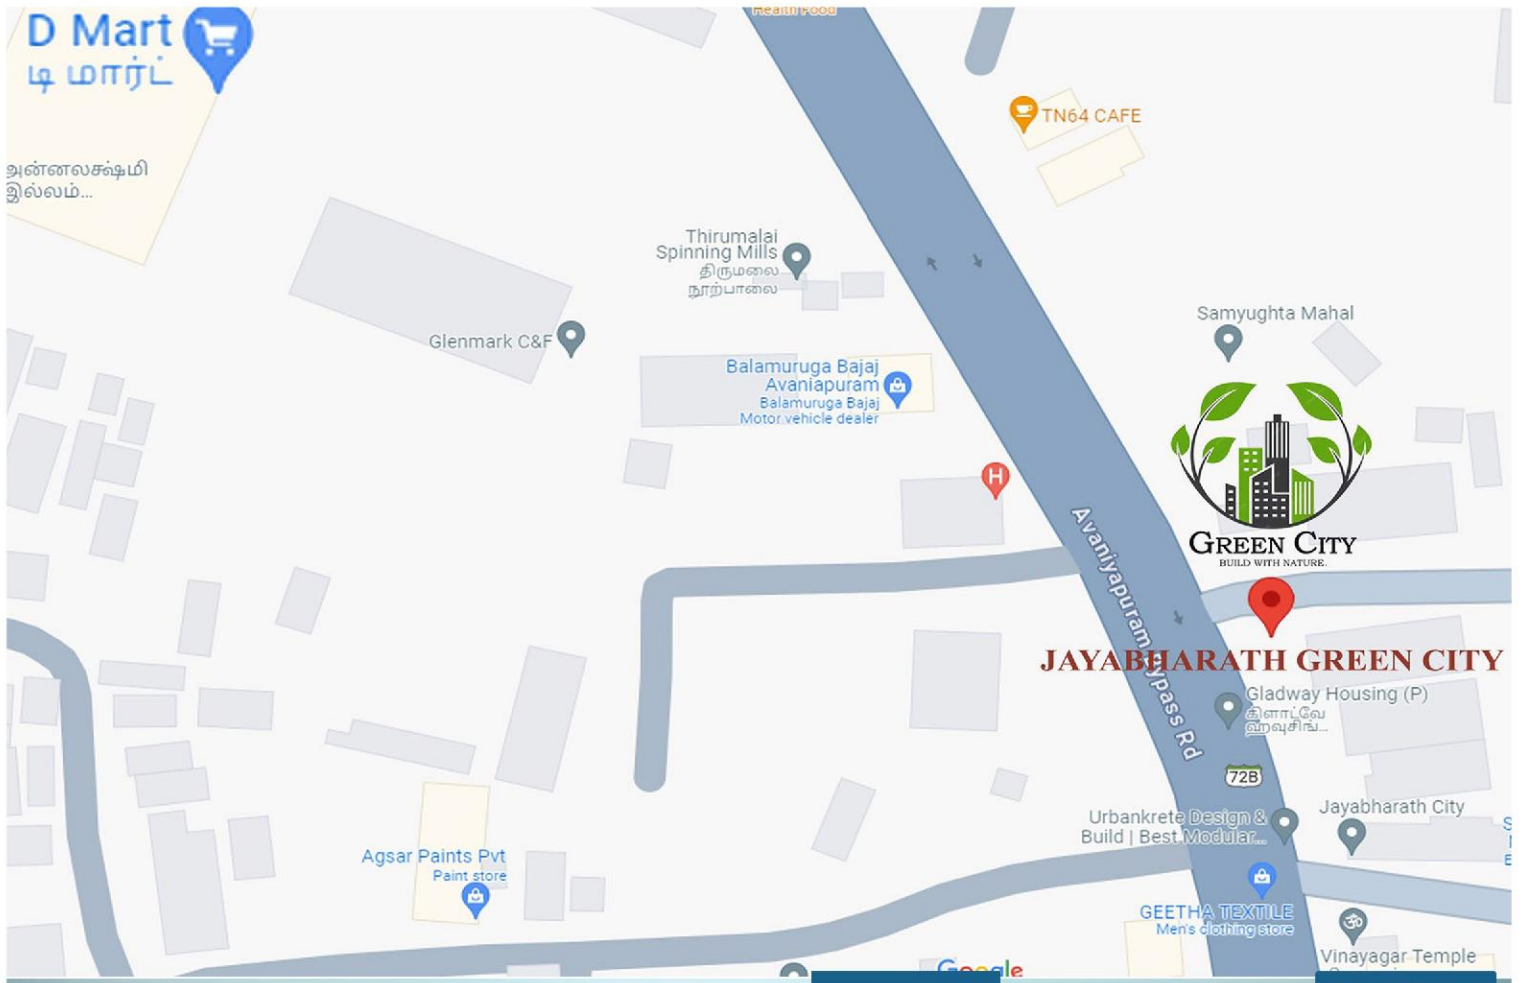 Health Food
D Mart
டி மார்ட்
TN64 CAFE
அன்னலக்ஷ்மி
இல்லம்...
Thirumalai
Spinning Mills
திருமலை
நூற்பாலை
Samyughta Mahal
Glenmark C&F
Balamuruga Bajaj
Avaniapuram
Balamuruga Bajaj
Motor vehicle dealer
H
Avaniyapuram Bypass Rd
GREEN CITY
BUILD WITH NATURE.
JAYABHARATH GREEN CITY
Gladway Housing (P)
கிளாட்வே
ஹவுசிங்...
72B
Jayabharath City
Urbankrete Design &
Build | Best Modular...
Agsar Paints Pvt
Paint store
GEETHA TEXTILE
Men's clothing store
Vinayagar Temple
Google